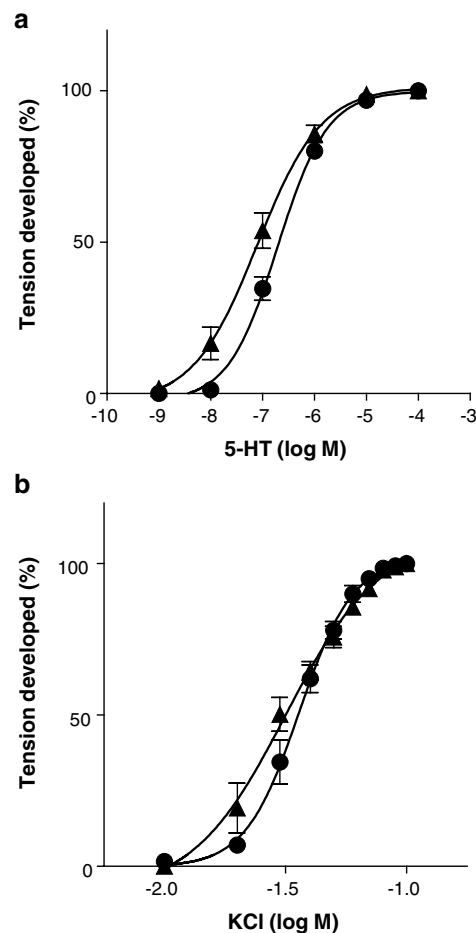 a
Tension developed (%)
100
50
0
-10 -9 -8 -7 -6 -5 -4 -3
5-HT (log M)
b
Tension developed (%)
100
50
0
-2.0 -1.5 -1.0
KCl (log M)